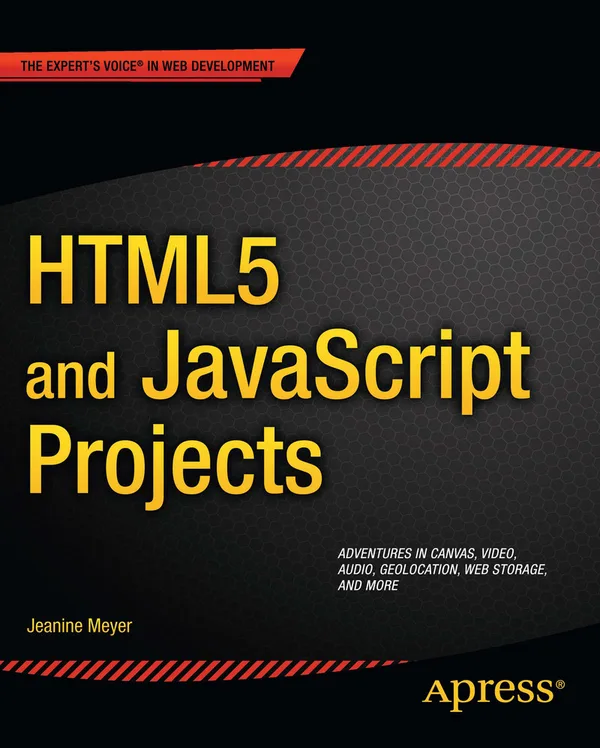 THE EXPERT'S VOICE® IN WEB DEVELOPMENT
HTML5
and JavaScript
Projects
ADVENTURES IN CANVAS, VIDEO,
AUDIO, GEOLOCATION, WEB STORAGE,
AND MORE
Jeanine Meyer
Apress®